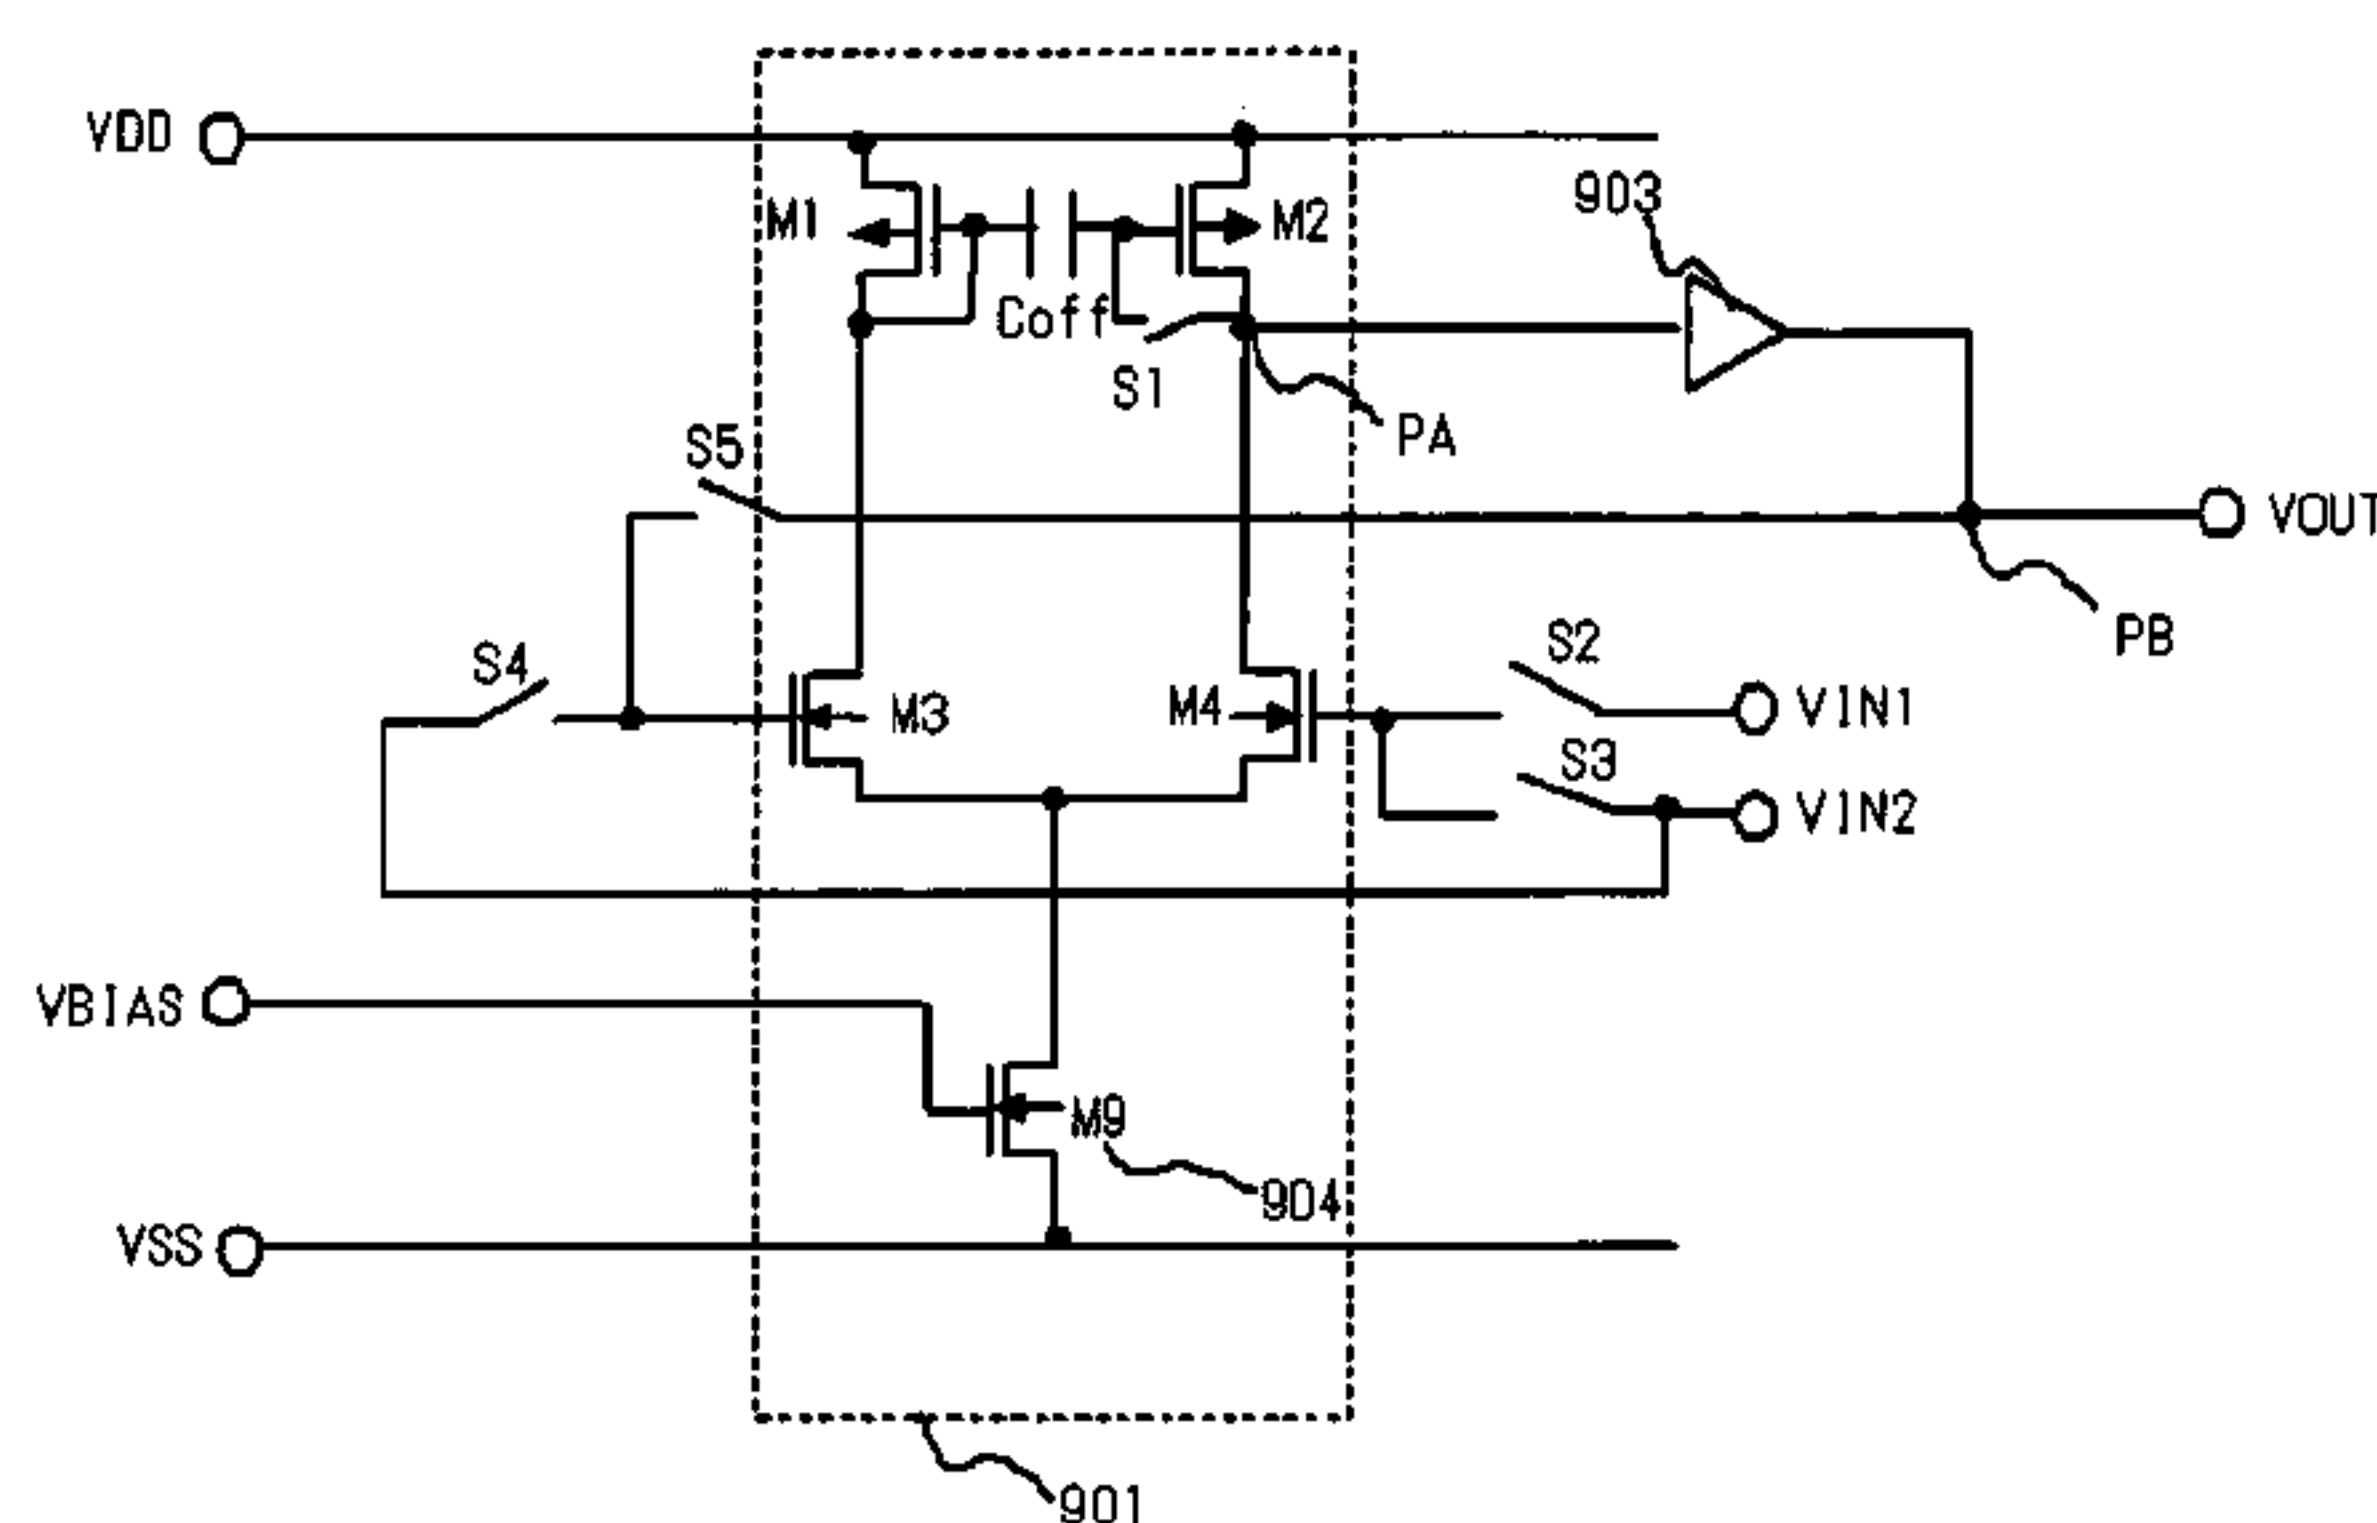 VDD
903
M1
M2
Coff
S1
PA
S5
VOUT
PB
S4
S2
M3
M4
VIN1
S3
VIN2
VBIAS
M9
904
VSS
901